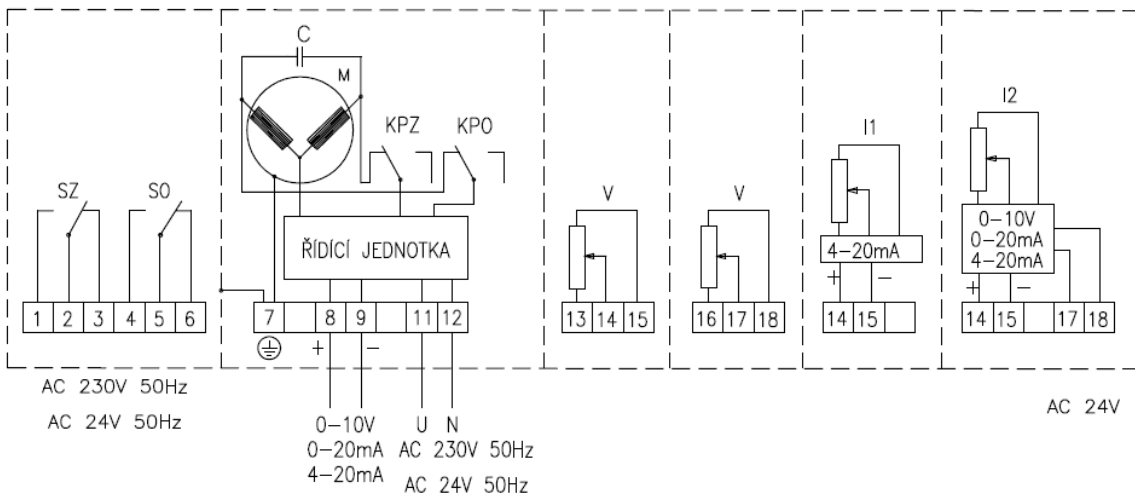 C
M
KPZ KPO
SZ SO
ŘÍDÍCÍ JEDNOTKA
V
V
I1
4–20mA
+ –
I2
0–10V
0–20mA
4–20mA
+ –
1 2 3 4 5 6
7 8 9 11 12
+ –
13 14 15
16 17 18
14 15
14 15 17 18
AC 230V 50Hz
AC 24V 50Hz
0–10V
0–20mA
4–20mA
U N
AC 230V 50Hz
AC 24V 50Hz
AC 24V